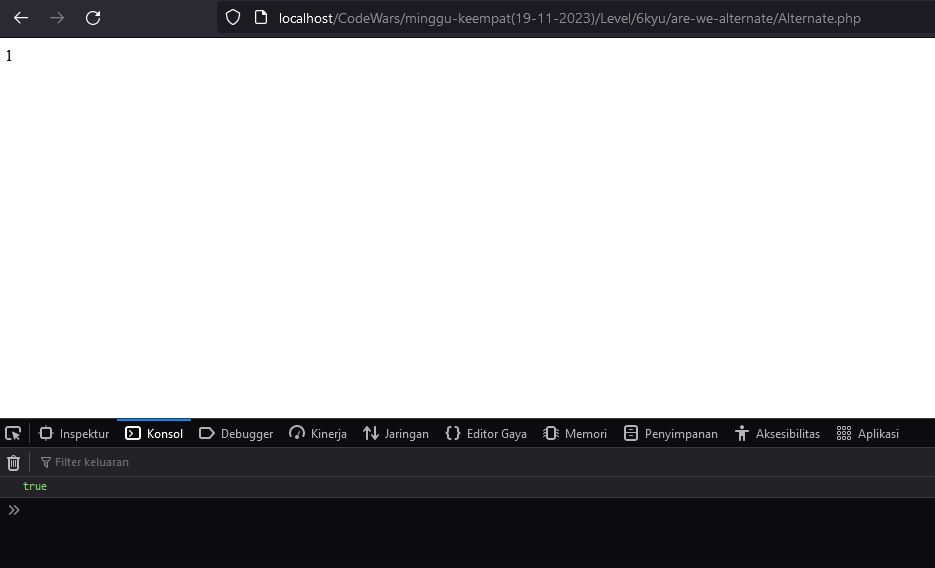 localhost/CodeWars/minggu-keempat(19-11-2023)/Level/6kyu/are-we-alternate/Alternate.php
1
Inspektur Konsol Debugger Kinerja Jaringan Editor Gaya Memori Penyimpanan Aksesibilitas Aplikasi
Filter keluaran
true